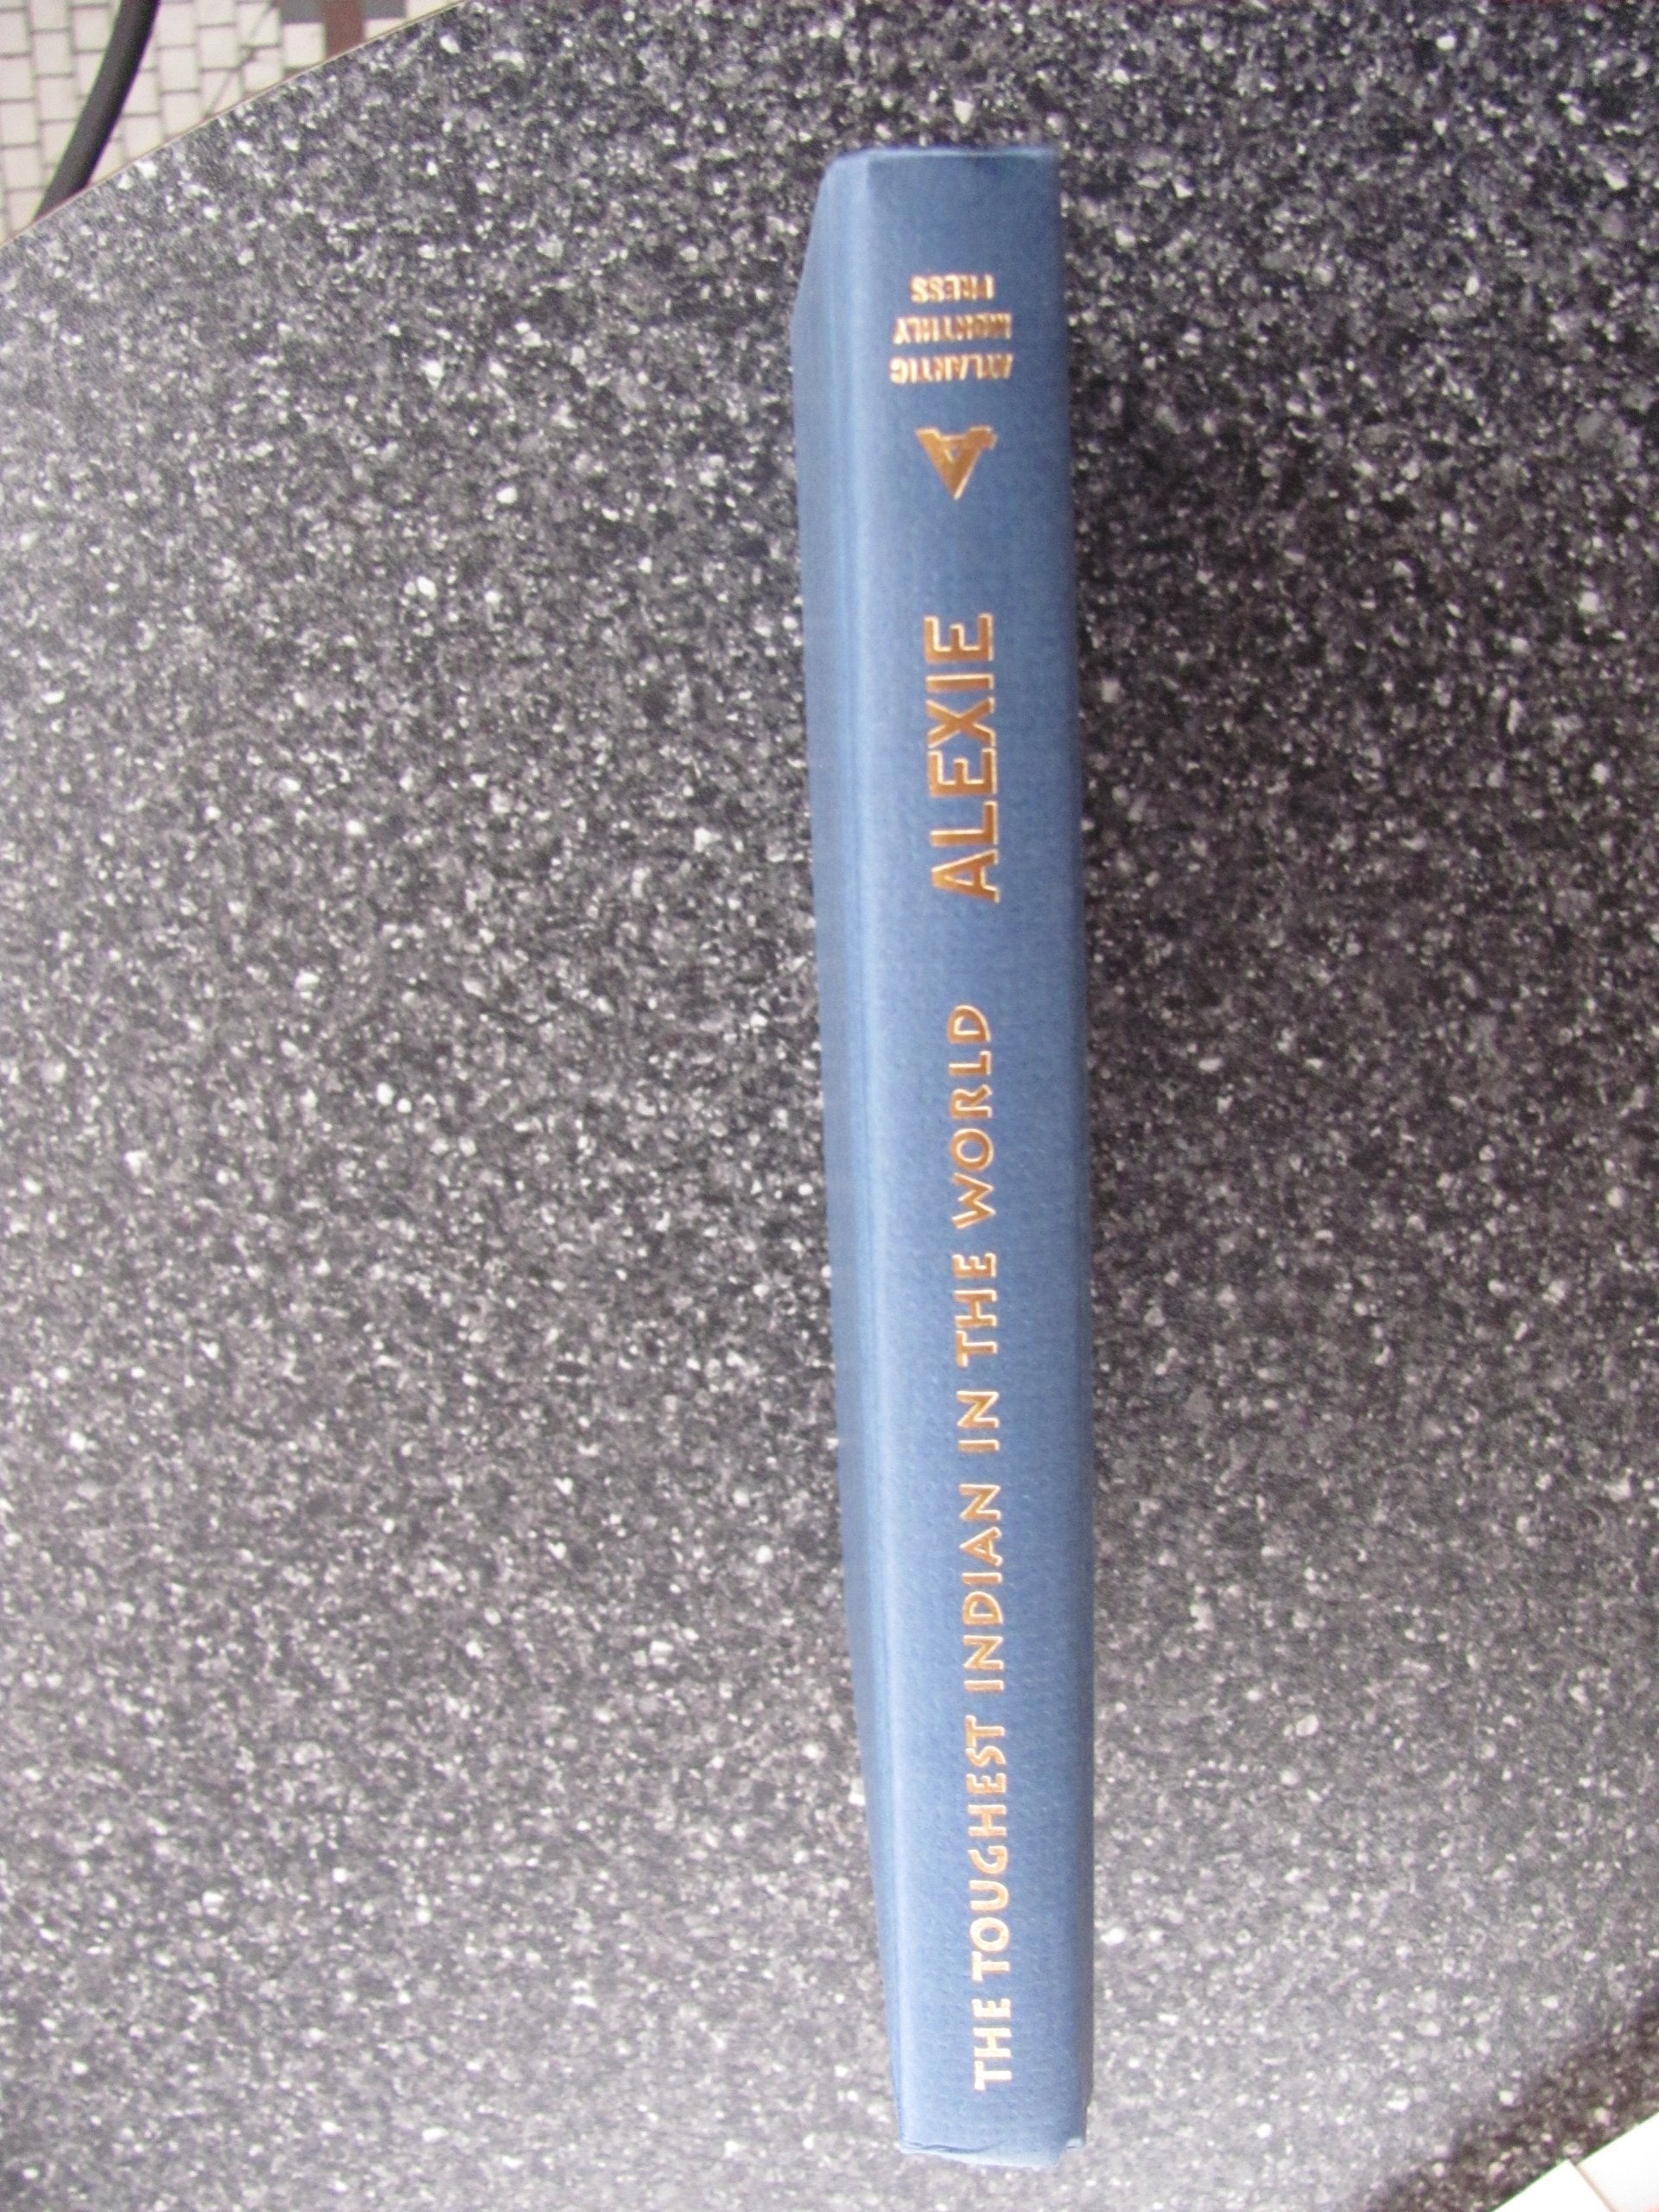 THE TOUGHEST INDIAN IN THE WORLD
ALEXIE
A
ATLANTIC
MONTHLY
PRESS